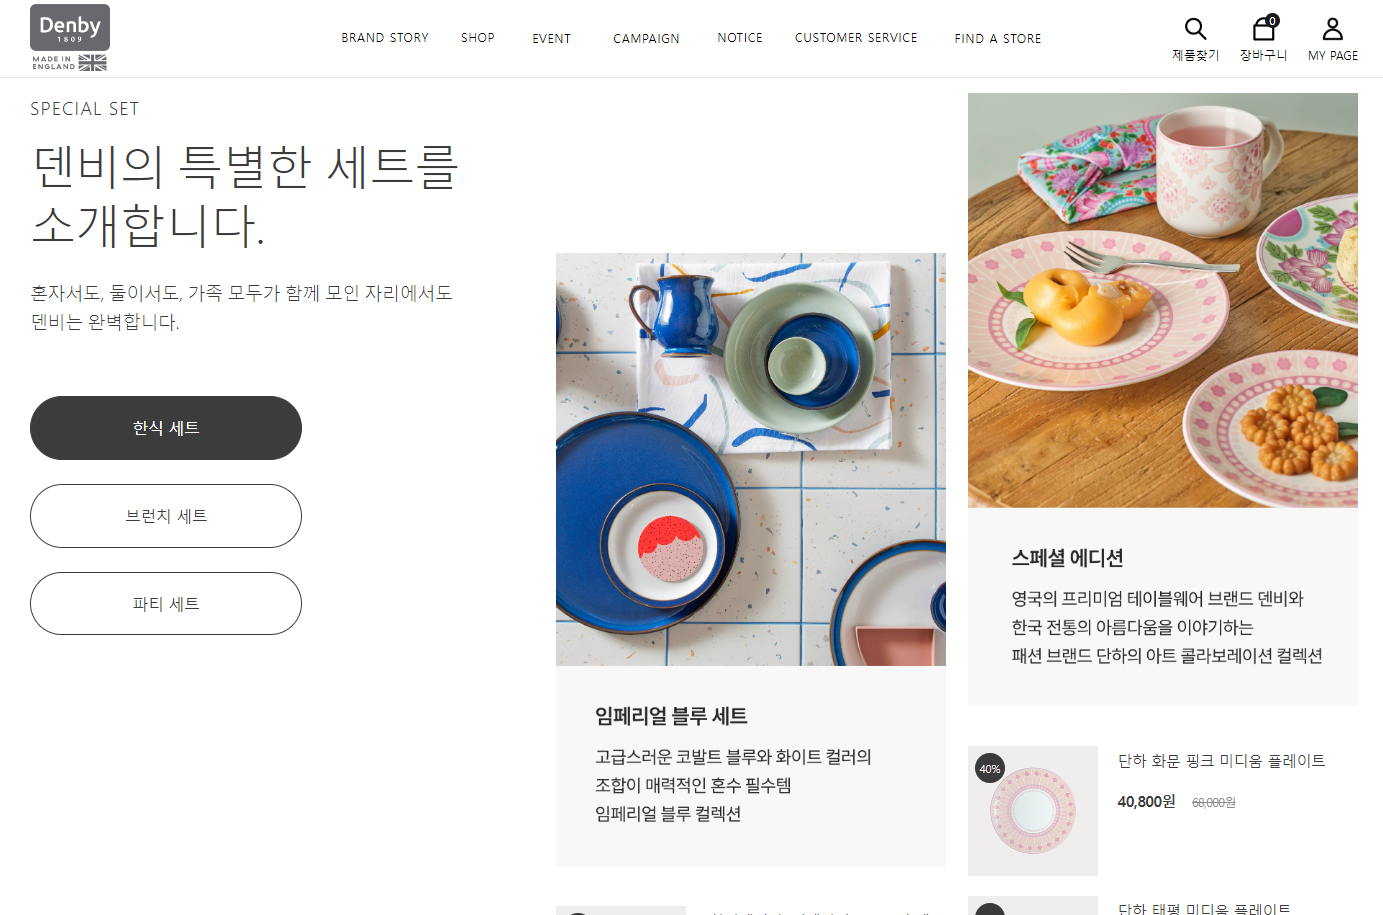 Denby
1809
MADE IN
ENGLAND
BRAND STORY
SHOP
EVENT
CAMPAIGN
NOTICE
CUSTOMER SERVICE
FIND A STORE
제품찾기
0
장바구니
MY PAGE
SPECIAL SET
덴비의 특별한 세트를
소개합니다.
혼자서도, 둘이서도, 가족 모두가 함께 모인 자리에서도
덴비는 완벽합니다.
한식 세트
브런치 세트
파티 세트
임페리얼 블루 세트
고급스러운 코발트 블루와 화이트 컬러의
조합이 매력적인 혼수 필수템
임페리얼 블루 컬렉션
스페셜 에디션
영국의 프리미엄 테이블웨어 브랜드 덴비와
한국 전통의 아름다움을 이야기하는
패션 브랜드 단하의 아트 콜라보레이션 컬렉션
40%
단하 화문 핑크 미디움 플레이트
40,800원 68,000원
단하 태평 미디움 플레이트